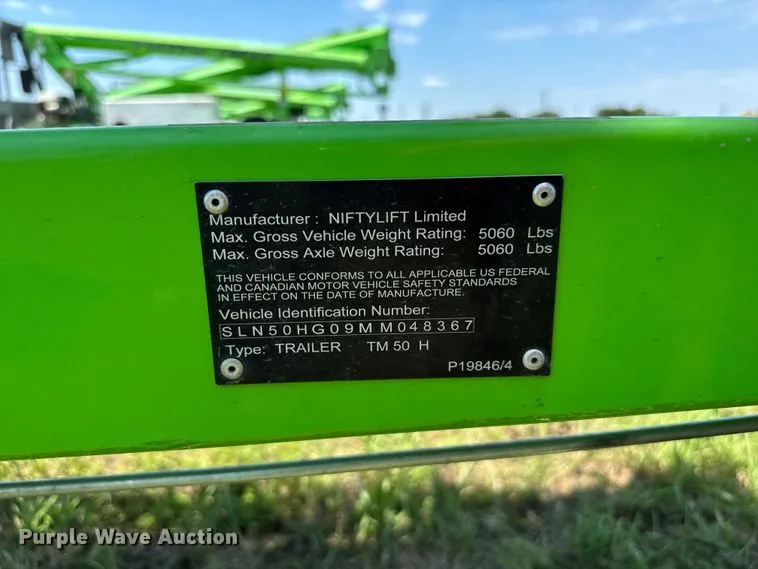 Manufacturer : NIFTYLIFT Limited
Max. Gross Vehicle Weight Rating: 5060 Lbs
Max. Gross Axle Weight Rating: 5060 Lbs
THIS VEHICLE CONFORMS TO ALL APPLICABLE US FEDERAL
AND CANADIAN MOTOR VEHICLE SAFETY STANDARDS
IN EFFECT ON THE DATE OF MANUFACTURE.
Vehicle Identification Number:
SLN50HG09MM048367
Type: TRAILER TM 50 H
P19846/4
Purple Wave Auction